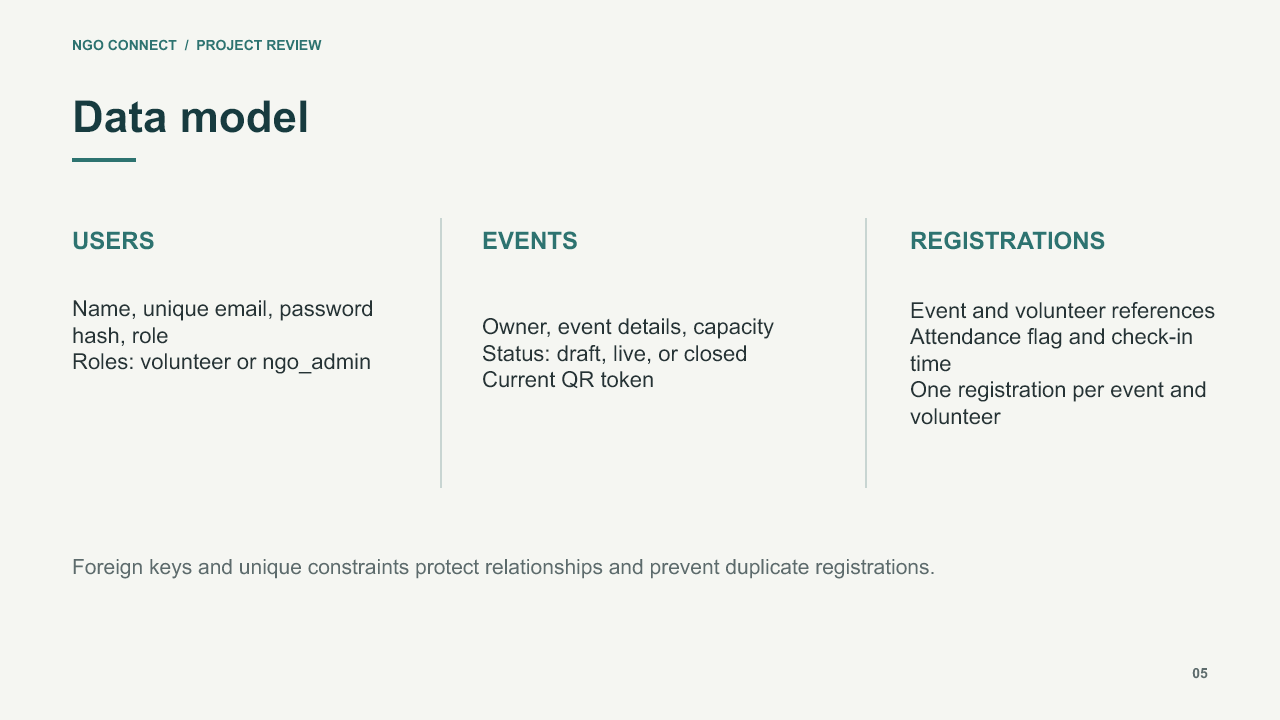 NGO CONNECT / PROJECT REVIEW
Data model
USERS
Name, unique email, password
hash, role
Roles: volunteer or ngo_admin
EVENTS
Owner, event details, capacity
Status: draft, live, or closed
Current QR token
REGISTRATIONS
Event and volunteer references
Attendance flag and check-in
time
One registration per event and
volunteer
Foreign keys and unique constraints protect relationships and prevent duplicate registrations.
05